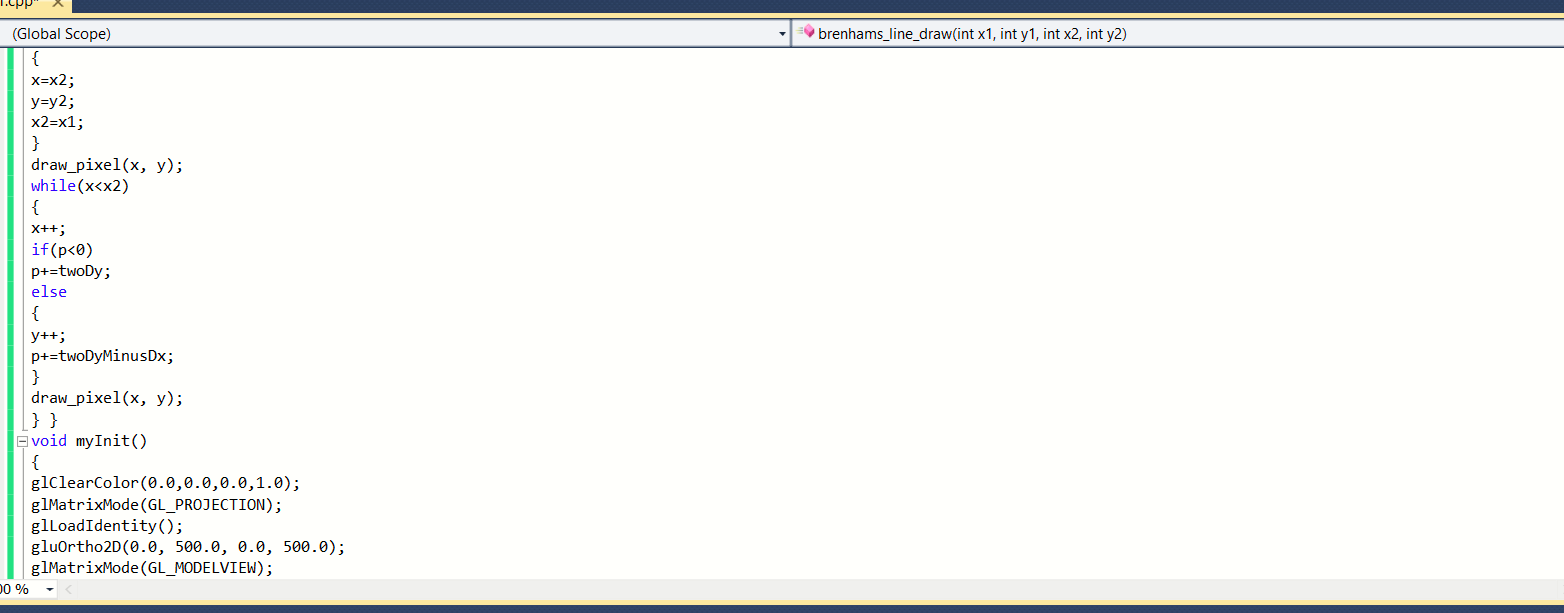 (Global Scope)
brenhams_line_draw(int x1, int y1, int x2, int y2)
{
x=x2;
y=y2;
x2=x1;
}
draw_pixel(x, y);
while(x<x2)
{
x++;
if(p<0)
p+=twoDy;
else
{
y++;
p+=twoDyMinusDx;
}
draw_pixel(x, y);
} }
void myInit()
{
glClearColor(0.0,0.0,0.0,1.0);
glMatrixMode(GL_PROJECTION);
glLoadIdentity();
gluOrtho2D(0.0, 500.0, 0.0, 500.0);
glMatrixMode(GL_MODELVIEW);